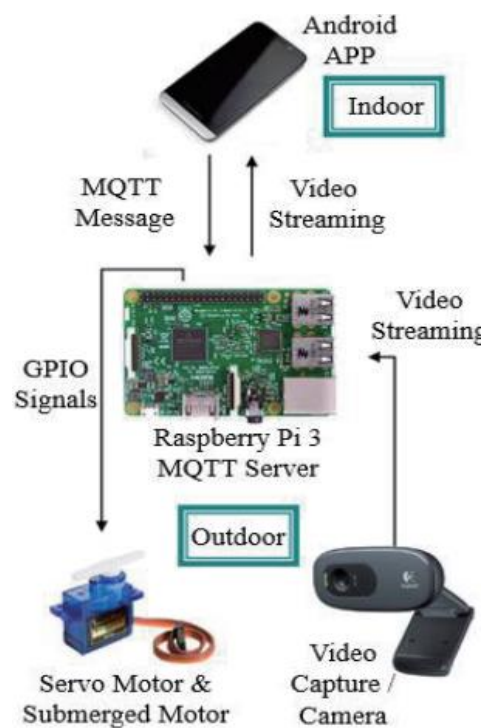 Android
APP
Indoor
MQTT
Message
Video
Streaming
Video
Streaming
GPIO
Signals
Raspberry Pi 3
MQTT Server
Outdoor
Servo Motor &
Submerged Motor
Video
Capture
Camera